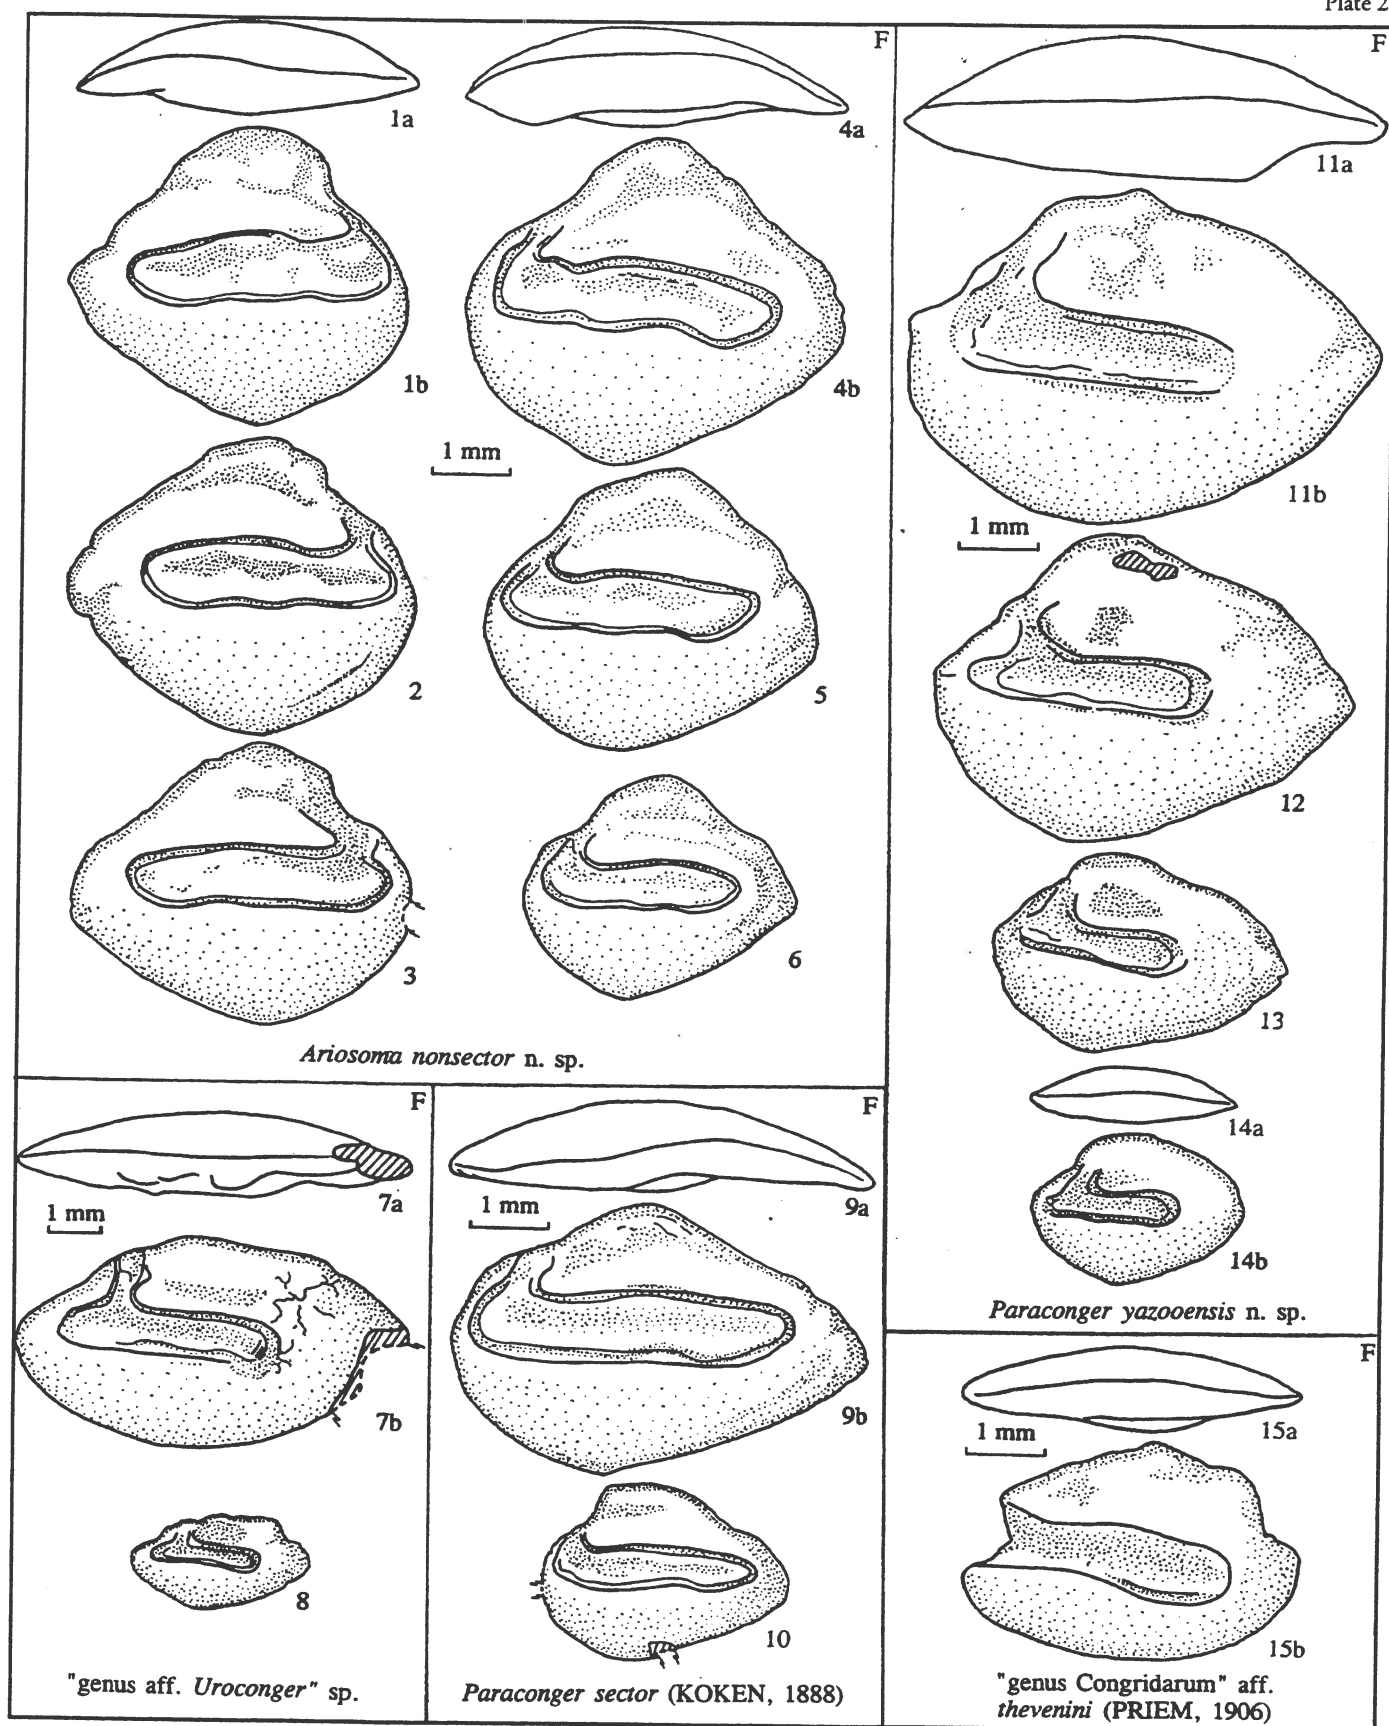 Plate 2
F
1a
4a
1b
4b
1 mm
2
5
3
6
Ariosoma nonsector n. sp.
F
11a
11b
1 mm
12
13
14a
14b
Paraconger yazooensis n. sp.
F
7a
1 mm
7b
8
"genus aff. Uroconger" sp.
F
9a
1 mm
9b
10
Paraconger sector (KOKEN, 1888)
F
15a
1 mm
15b
"genus Congridarum" aff.
thevenini (PRIEM, 1906)